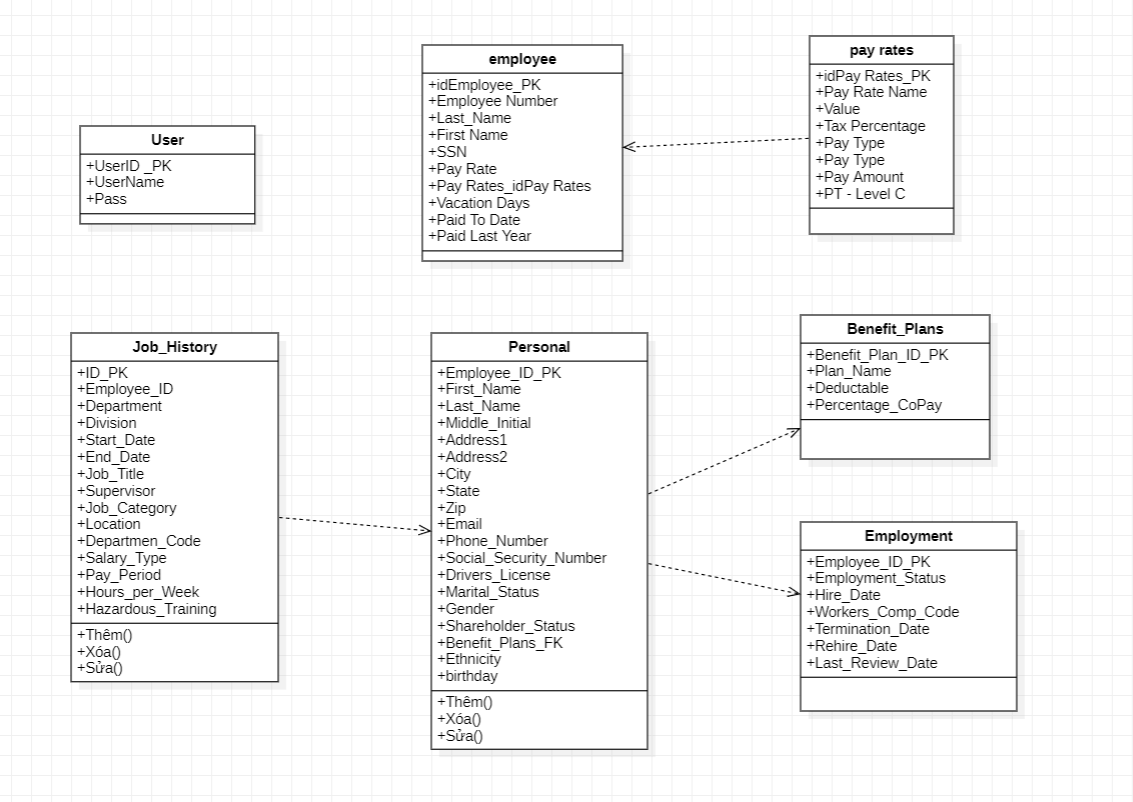 User
+UserID _PK
+UserName
+Pass
employee
+idEmployee_PK
+Employee Number
+Last_Name
+First Name
+SSN
+Pay Rate
+Pay Rates_idPay Rates
+Vacation Days
+Paid To Date
+Paid Last Year
pay rates
+idPay Rates_PK
+Pay Rate Name
+Value
+Tax Percentage
+Pay Type
+Pay Type
+Pay Amount
+PT - Level C
Job_History
+ID_PK
+Employee_ID
+Department
+Division
+Start_Date
+End_Date
+Job_Title
+Supervisor
+Job_Category
+Location
+Departmen_Code
+Salary_Type
+Pay_Period
+Hours_per_Week
+Hazardous_Training
+Thêm()
+Xóa()
+Sửa()
Personal
+Employee_ID_PK
+First_Name
+Last_Name
+Middle_Initial
+Address1
+Address2
+City
+State
+Zip
+Email
+Phone_Number
+Social_Security_Number
+Drivers_License
+Marital_Status
+Gender
+Shareholder_Status
+Benefit_Plans_FK
+Ethnicity
+birthday
+Thêm()
+Xóa()
+Sửa()
Benefit_Plans
+Benefit_Plan_ID_PK
+Plan_Name
+Deductable
+Percentage_CoPay
Employment
+Employee_ID_PK
+Employment_Status
+Hire_Date
+Workers_Comp_Code
+Termination_Date
+Rehire_Date
+Last_Review_Date